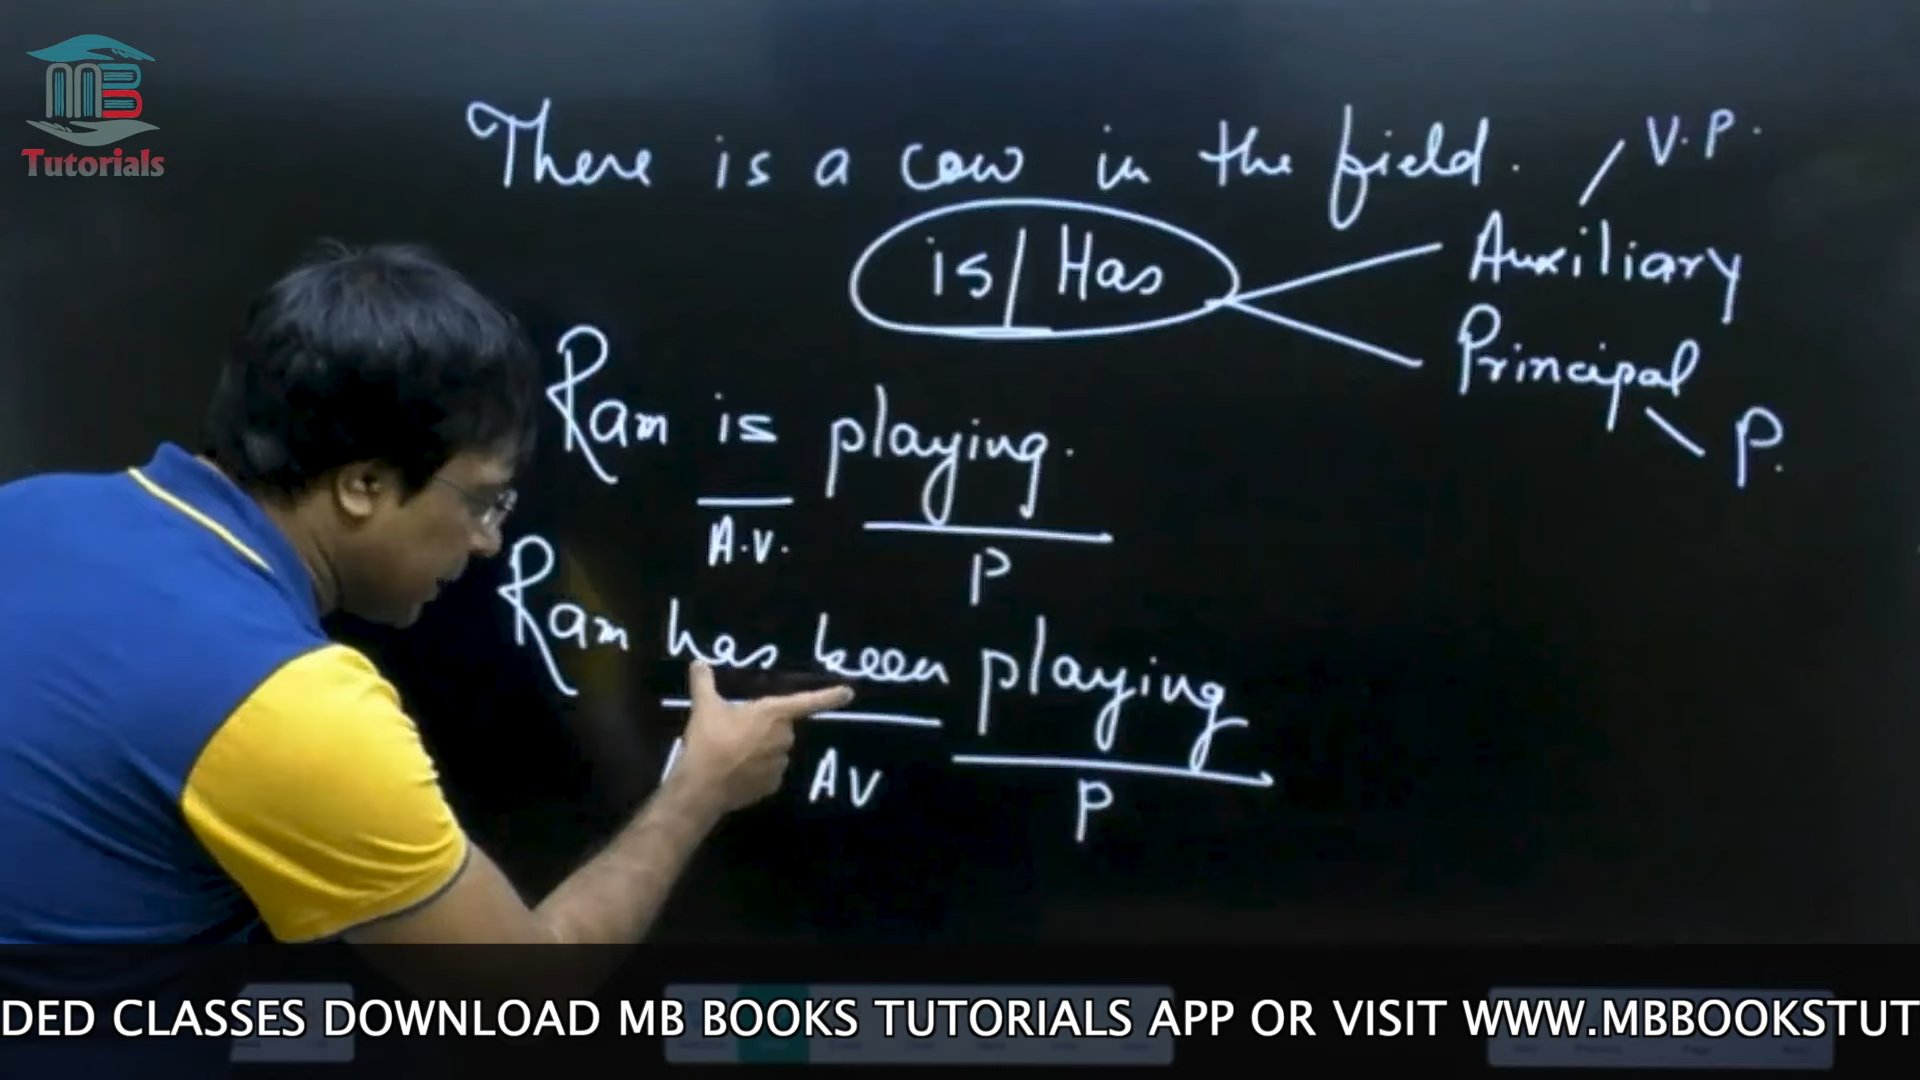 MB
Tutorials
There is a cow in the field.
V.P.
is/Has
Auxiliary
Principal
P.
Ram is playing.
A.V.
P
Ram has been playing
AV
P
DED CLASSES DOWNLOAD MB BOOKS TUTORIALS APP OR VISIT WWW.MBBOOKSTUT